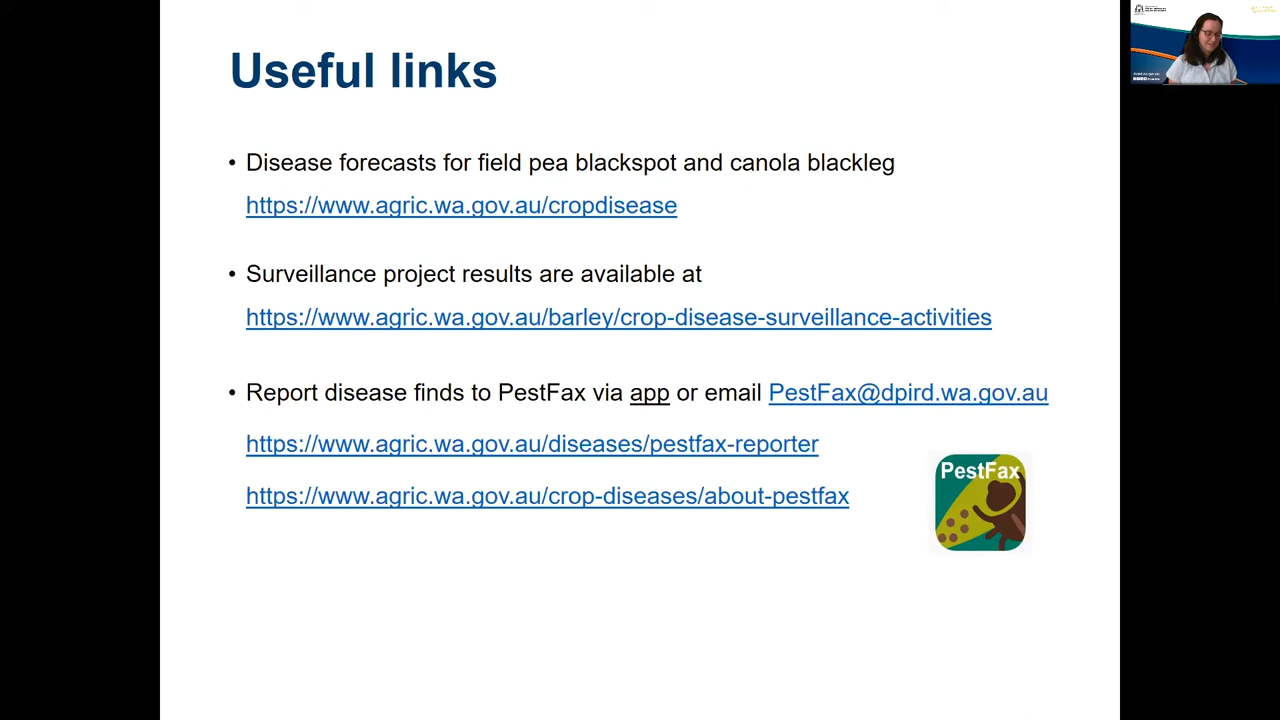 Useful links
• Disease forecasts for field pea blackspot and canola blackleg
https://www.agric.wa.gov.au/cropdisease
• Surveillance project results are available at
https://www.agric.wa.gov.au/barley/crop-disease-surveillance-activities
• Report disease finds to PestFax via app or email PestFax@dpird.wa.gov.au
https://www.agric.wa.gov.au/diseases/pestfax-reporter
https://www.agric.wa.gov.au/crop-diseases/about-pestfax
PestFax